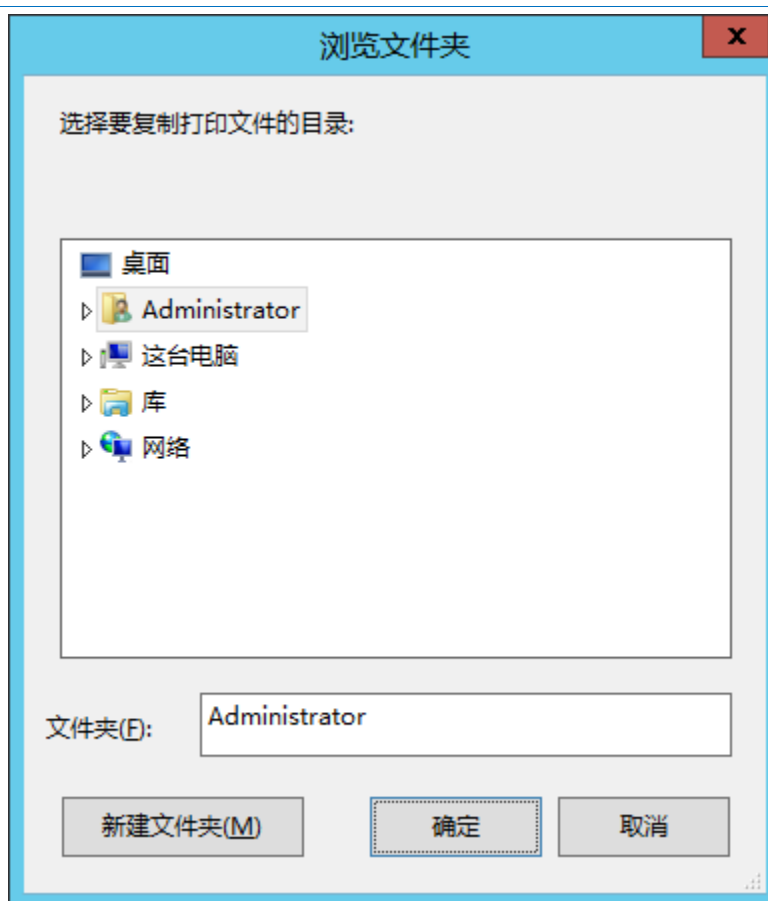 浏览文件夹
选择要复制打印文件的目录:
桌面
Administrator
这台电脑
库
网络
文件夹(F): Administrator
新建文件夹(M) 确定 取消